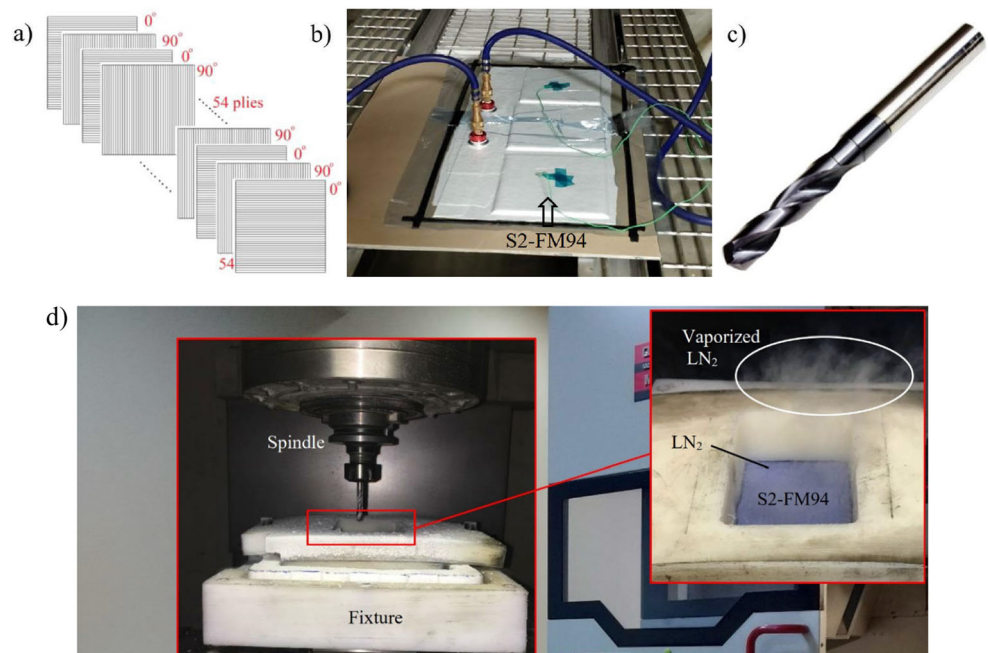 a)
0°
90°
0°
90°
54 plies
90°
0°
90°
0°
54
b)
S2-FM94
c)
d)
Spindle
Fixture
Vaporized
LN₂
LN₂
S2-FM94